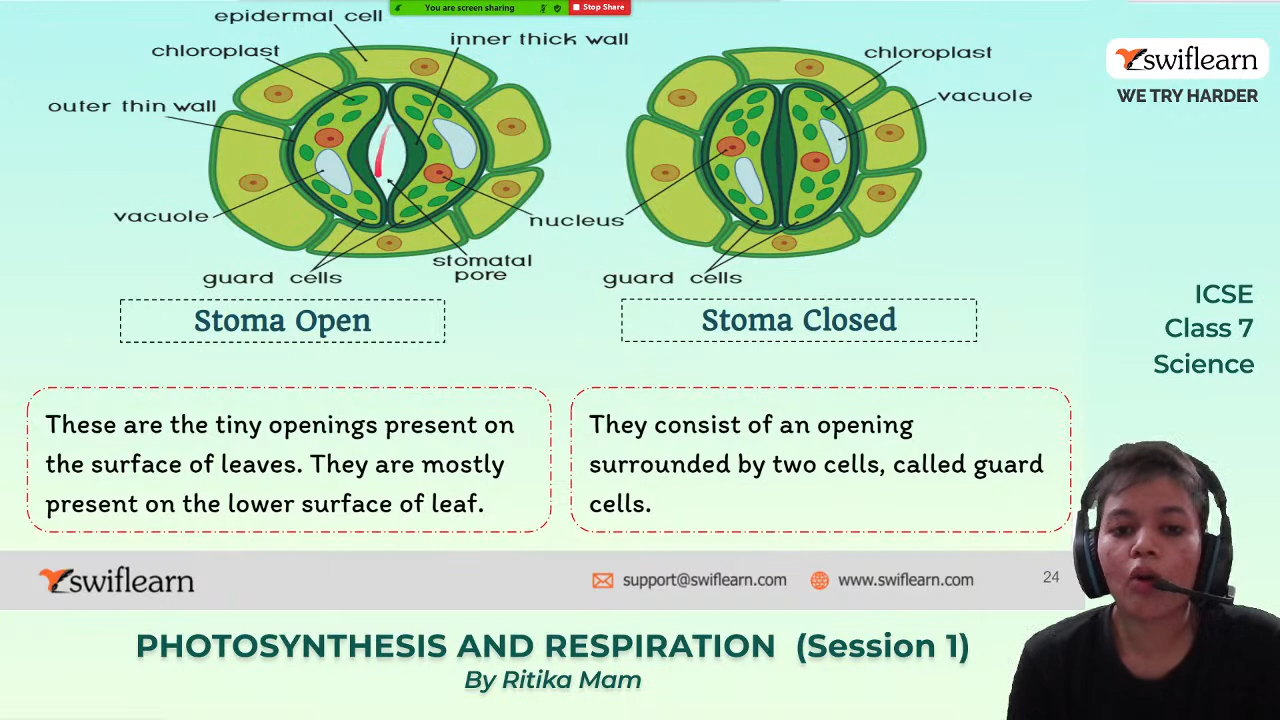 You are screen sharing
Stop Share
epidermal cell
chloroplast
inner thick wall
outer thin wall
vacuole
guard cells
stomatal
pore
nucleus
chloroplast
vacuole
guard cells
Stoma Open
Stoma Closed
These are the tiny openings present on
the surface of leaves. They are mostly
present on the lower surface of leaf.
They consist of an opening
surrounded by two cells, called guard
cells.
swiflearn
WE TRY HARDER
ICSE
Class 7
Science
swiflearn
support@swiflearn.com
www.swiflearn.com
24
PHOTOSYNTHESIS AND RESPIRATION (Session 1)
By Ritika Mam